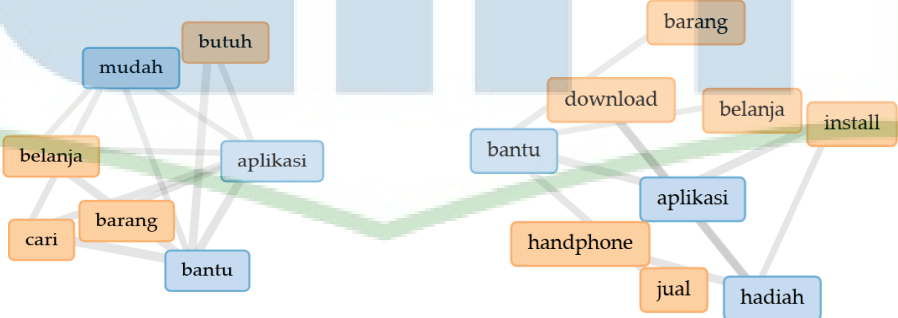 butuh
mudah
belanja
aplikasi
barang
cari
bantu
barang
download
belanja
install
bantu
aplikasi
handphone
jual
hadiah